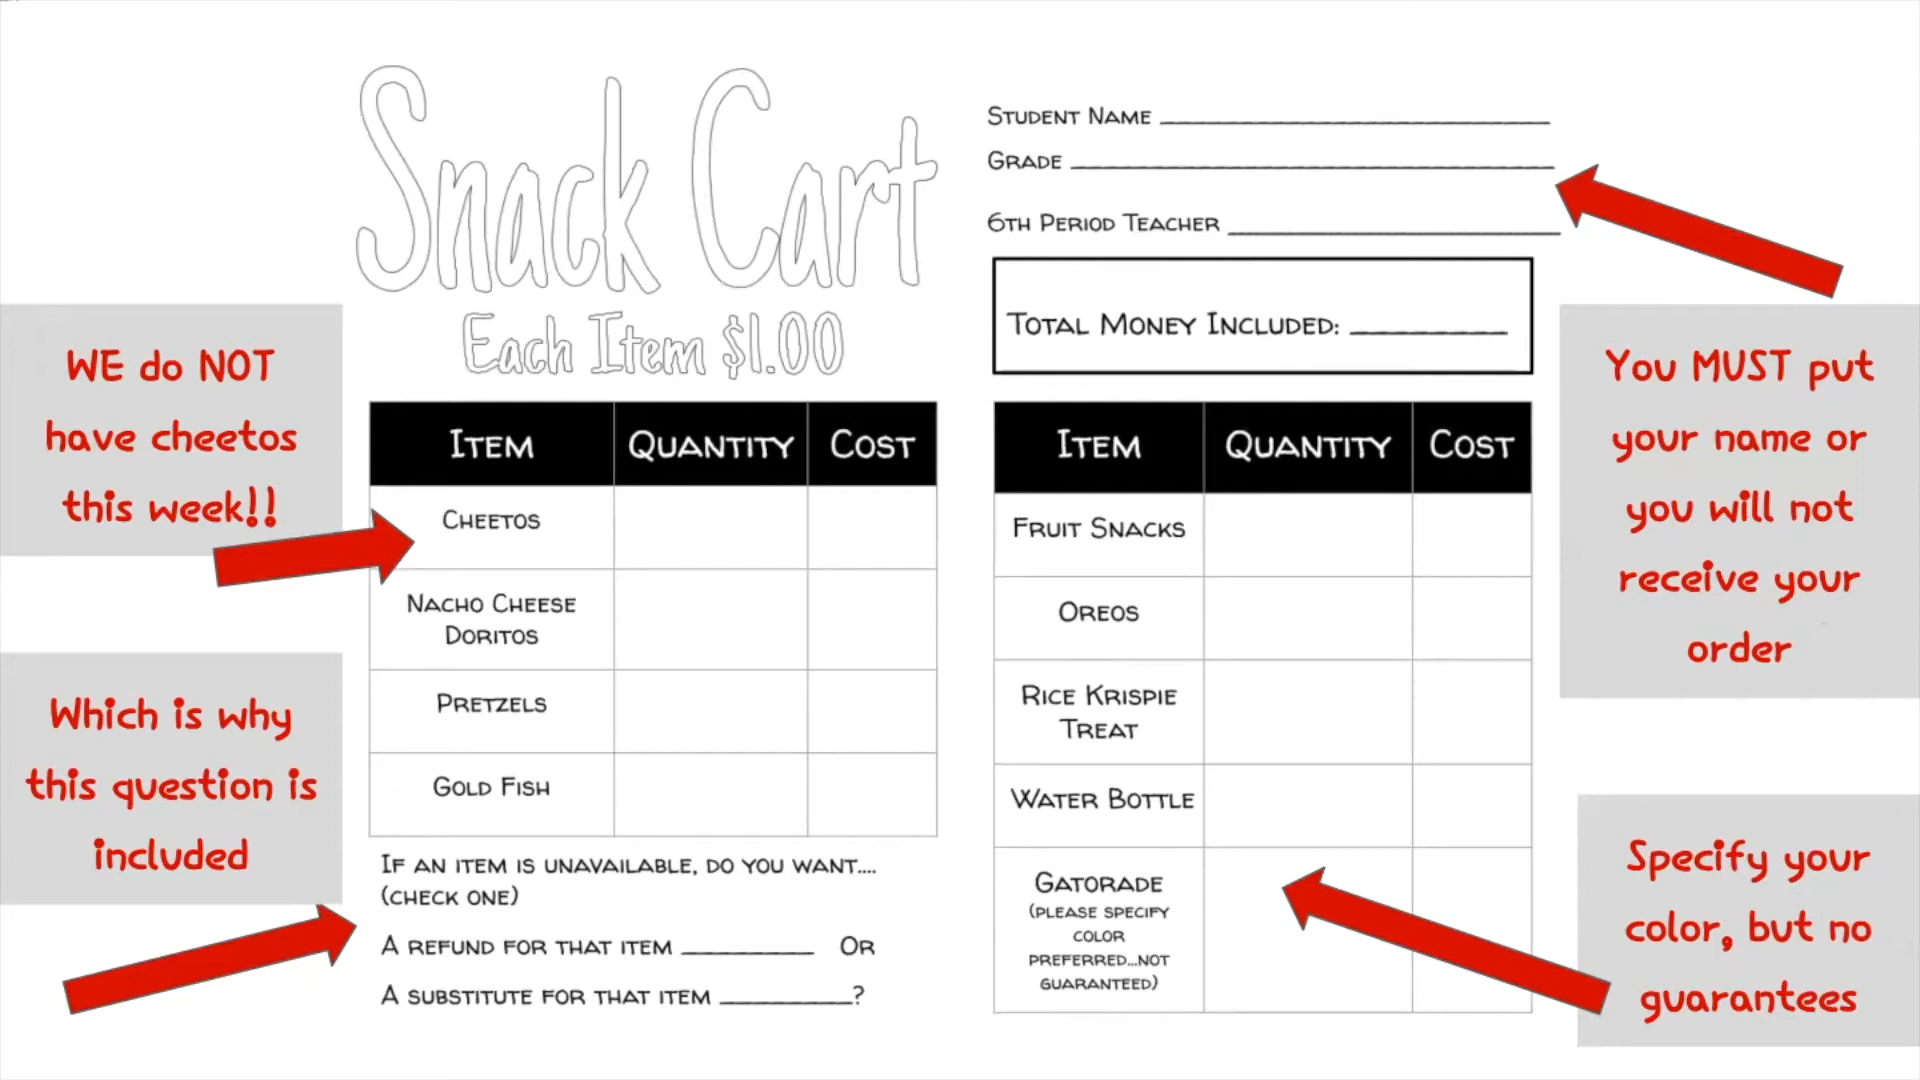 Snack Cart
Each Item $1.00
Student Name
Grade
6th Period Teacher
Total Money Included:
WE do NOT
have cheetos
this week!!
Which is why
this question is
included
You MUST put
your name or
you will not
receive your
order
Specify your
color, but no
guarantees
Item Quantity Cost
Cheetos
Nacho Cheese
Doritos
Pretzels
Gold Fish
If an item is unavailable, do you want....
(check one)
A refund for that item __________ Or
A substitute for that item __________?
Item Quantity Cost
Fruit Snacks
Oreos
Rice Krispie
Treat
Water Bottle
Gatorade
(please specify
color
preferred...not
guaranteed)